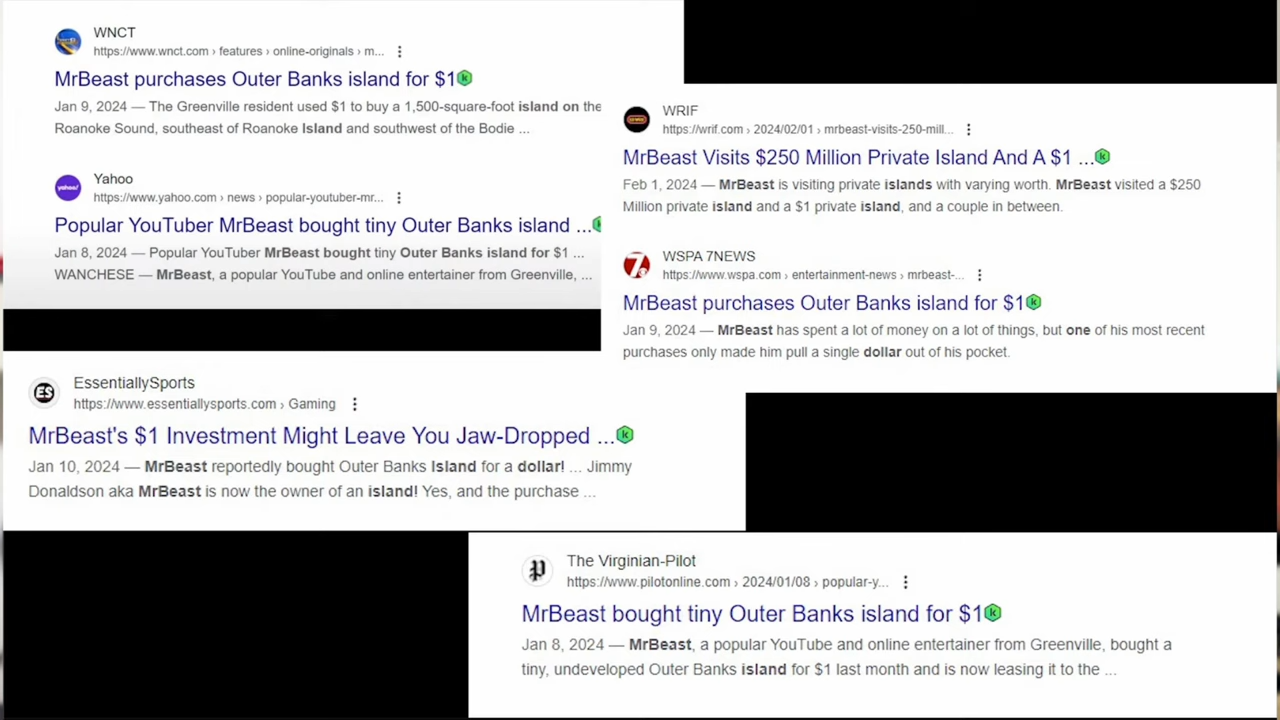 WNCT
https://www.wnct.com › features › online-originals › m...
MrBeast purchases Outer Banks island for $1
Jan 9, 2024 — The Greenville resident used $1 to buy a 1,500-square-foot island on the
Roanoke Sound, southeast of Roanoke Island and southwest of the Bodie ...
yahoo!
Yahoo
https://www.yahoo.com › news › popular-youtuber-mr...
Popular YouTuber MrBeast bought tiny Outer Banks island ...
Jan 8, 2024 — Popular YouTuber MrBeast bought tiny Outer Banks island for $1 ...
WANCHESE — MrBeast, a popular YouTube and online entertainer from Greenville, ...
WRIF
https://wrif.com › 2024/02/01 › mrbeast-visits-250-mill...
MrBeast Visits $250 Million Private Island And A $1 ...
Feb 1, 2024 — MrBeast is visiting private islands with varying worth. MrBeast visited a $250
Million private island and a $1 private island, and a couple in between.
7
WSPA 7NEWS
https://www.wspa.com › entertainment-news › mrbeast-...
MrBeast purchases Outer Banks island for $1
Jan 9, 2024 — MrBeast has spent a lot of money on a lot of things, but one of his most recent
purchases only made him pull a single dollar out of his pocket.
ES
EssentiallySports
https://www.essentiallysports.com › Gaming
MrBeast's $1 Investment Might Leave You Jaw-Dropped ...
Jan 10, 2024 — MrBeast reportedly bought Outer Banks Island for a dollar! ... Jimmy
Donaldson aka MrBeast is now the owner of an island! Yes, and the purchase ...
P
The Virginian-Pilot
https://www.pilotonline.com › 2024/01/08 › popular-y...
MrBeast bought tiny Outer Banks island for $1
Jan 8, 2024 — MrBeast, a popular YouTube and online entertainer from Greenville, bought a
tiny, undeveloped Outer Banks island for $1 last month and is now leasing it to the ...